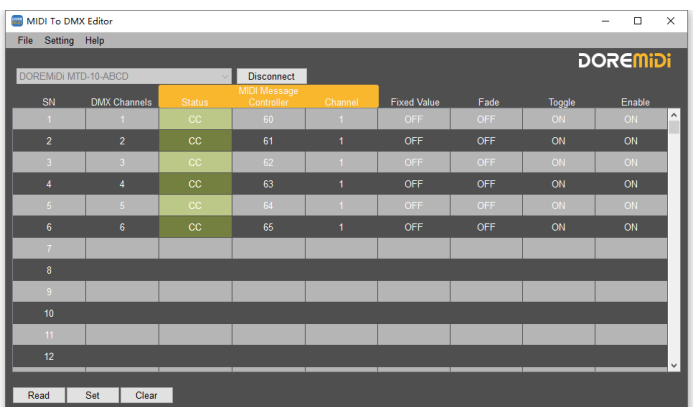 MIDI To DMX Editor
File Setting Help
DOREMiDi
DOREMiDi MTD-10-ABCD Disconnect
MIDI Message
SN DMX Channels Status Controller Channel Fixed Value Fade Toggle Enable
1 1 CC 60 1 OFF OFF ON ON
2 2 CC 61 1 OFF OFF ON ON
3 3 CC 62 1 OFF OFF ON ON
4 4 CC 63 1 OFF OFF ON ON
5 5 CC 64 1 OFF OFF ON ON
6 6 CC 65 1 OFF OFF ON ON
7
8
9
10
11
12
Read Set Clear